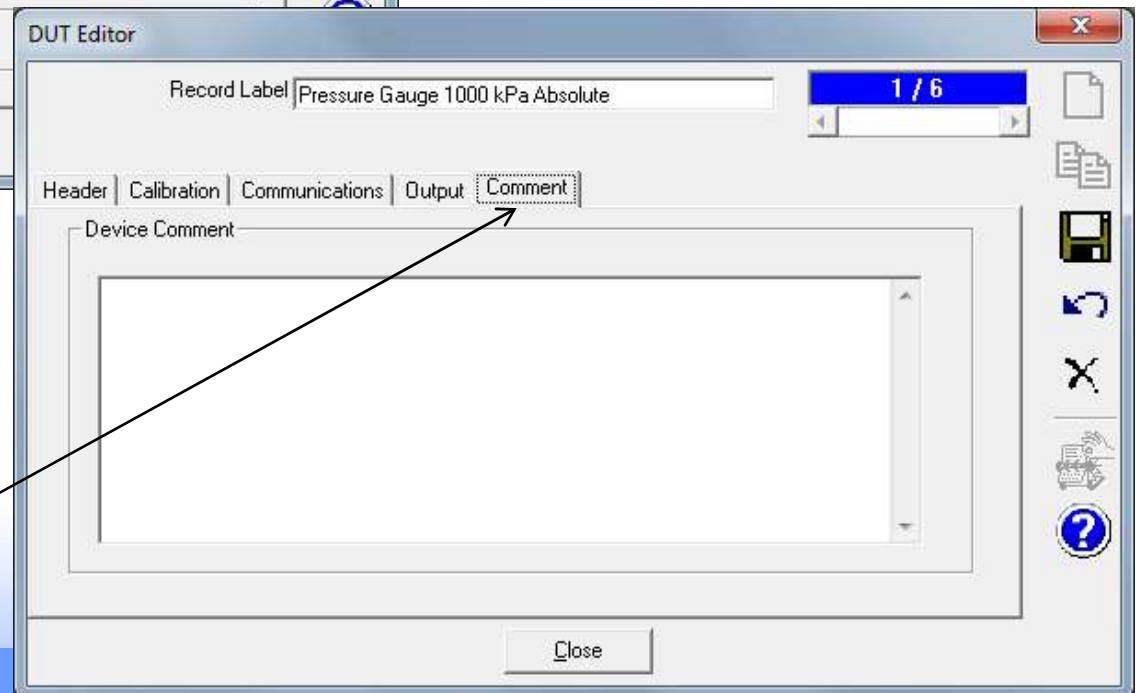 DUT Editor
Record Label Pressure Gauge 1000 kPa Absolute
1 / 6
Header Calibration Communications Output Comment
Device Comment
?
Close